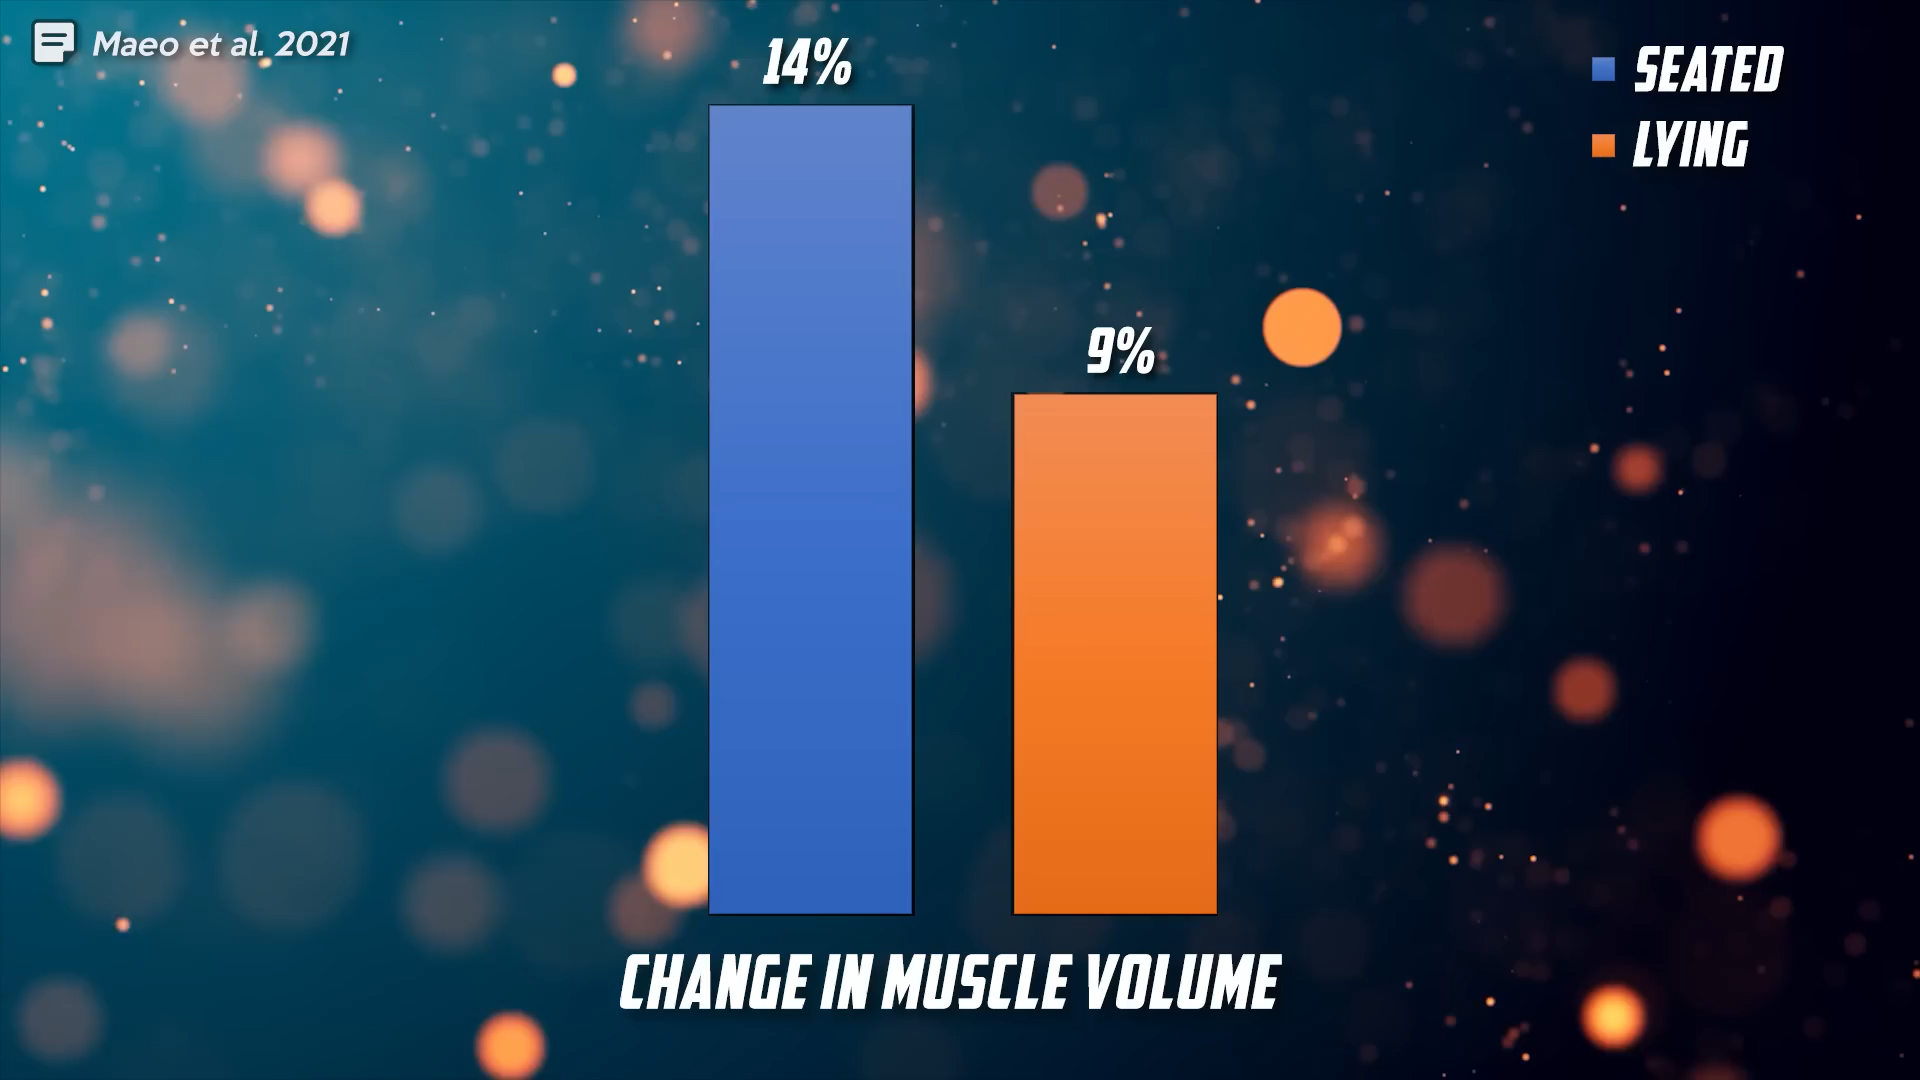 Maeo et al. 2021
14%
SEATED
LYING
9%
CHANGE IN MUSCLE VOLUME